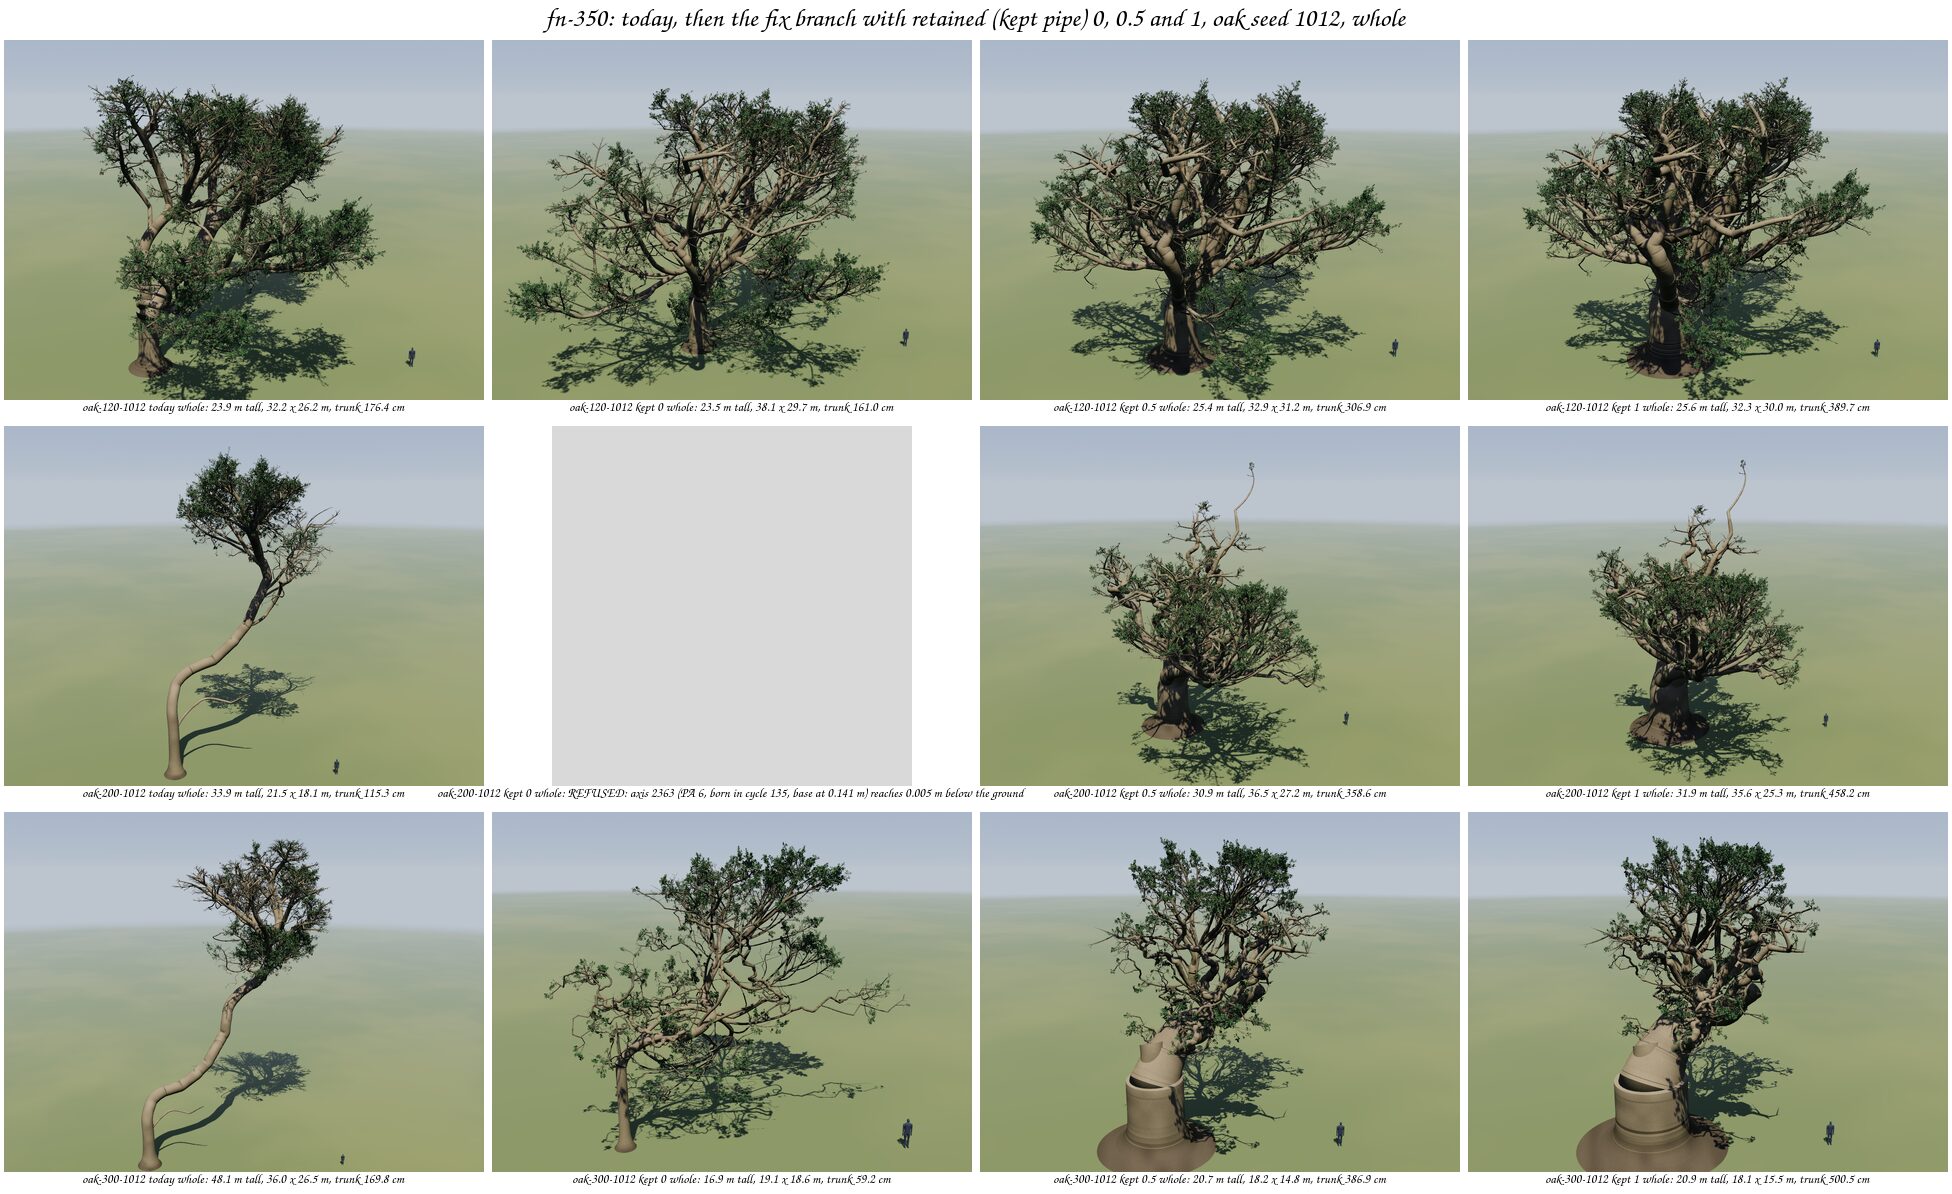 fn-350: today, then the fix branch with retained (kept pipe) 0, 0.5 and 1, oak seed 1012, whole
oak-120-1012 today whole: 23.9 m tall, 32.2 x 26.2 m, trunk 176.4 cm
oak-120-1012 kept 0 whole: 23.5 m tall, 38.1 x 29.7 m, trunk 161.0 cm
oak-120-1012 kept 0.5 whole: 25.4 m tall, 32.9 x 31.2 m, trunk 306.9 cm
oak-120-1012 kept 1 whole: 25.6 m tall, 32.3 x 30.0 m, trunk 389.7 cm
oak-200-1012 today whole: 33.9 m tall, 21.5 x 18.1 m, trunk 115.3 cm
oak-200-1012 kept 0 whole: REFUSED: axis 2363 (PA 6, born in cycle 135, base at 0.141 m) reaches 0.005 m below the ground
oak-200-1012 kept 0.5 whole: 30.9 m tall, 36.5 x 27.2 m, trunk 358.6 cm
oak-200-1012 kept 1 whole: 31.9 m tall, 35.6 x 25.3 m, trunk 458.2 cm
oak-300-1012 today whole: 48.1 m tall, 36.0 x 26.5 m, trunk 169.8 cm
oak-300-1012 kept 0 whole: 16.9 m tall, 19.1 x 18.6 m, trunk 59.2 cm
oak-300-1012 kept 0.5 whole: 20.7 m tall, 18.2 x 14.8 m, trunk 386.9 cm
oak-300-1012 kept 1 whole: 20.9 m tall, 18.1 x 15.5 m, trunk 500.5 cm